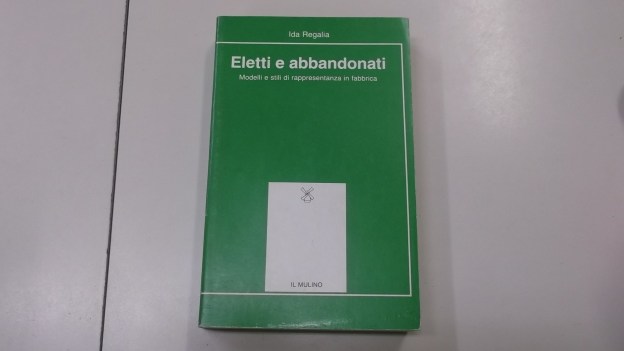 Ida Regalia
Eletti e abbandonati
Modelli e stili di rappresentanza in fabbrica
IL MULINO